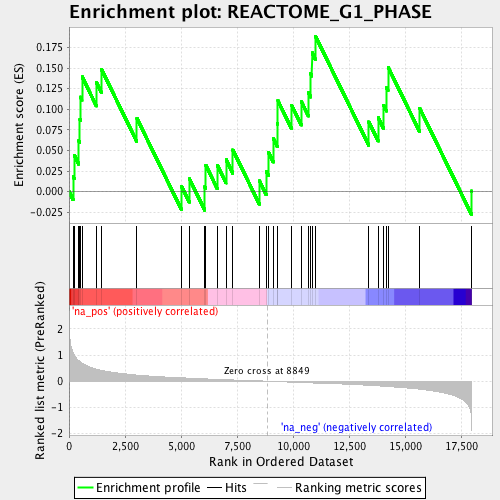 Enrichment plot: REACTOME_G1_PHASE
Enrichment score (ES)
0.175
0.150
0.125
0.100
0.075
0.050
0.025
0.000
-0.025
'na_pos' (positively correlated)
Ranked list metric (PreRanked)
2
1
0
-1
-2
Zero cross at 8849
'na_neg' (negatively correlated)
0
2,500
5,000
7,500
10,000
12,500
15,000
17,500
Rank in Ordered Dataset
Enrichment profile
Hits
Ranking metric scores